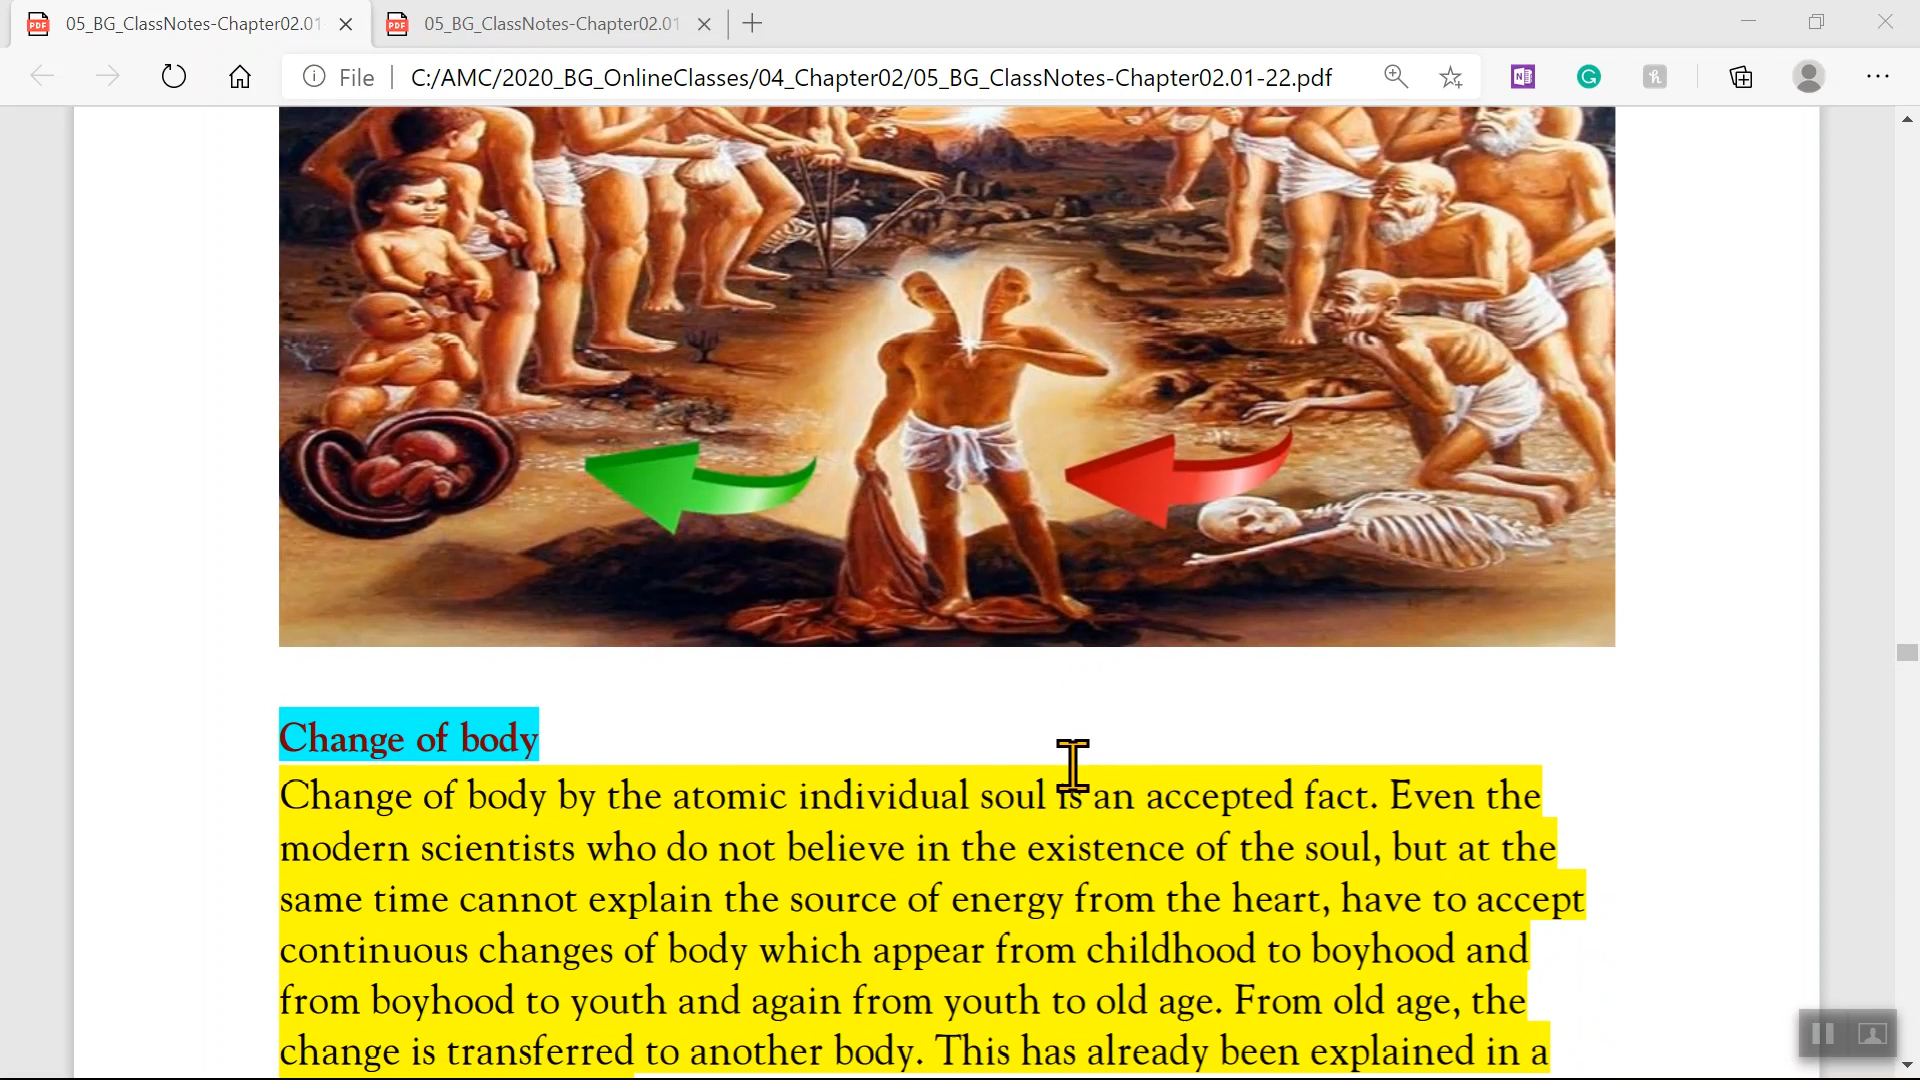 05_BG_ClassNotes-Chapter02.01
05_BG_ClassNotes-Chapter02.01
File
C:/AMC/2020_BG_OnlineClasses/04_Chapter02/05_BG_ClassNotes-Chapter02.01-22.pdf
Change of body
Change of body by the atomic individual soul is an accepted fact. Even the
modern scientists who do not believe in the existence of the soul, but at the
same time cannot explain the source of energy from the heart, have to accept
continuous changes of body which appear from childhood to boyhood and
from boyhood to youth and again from youth to old age. From old age, the
change is transferred to another body. This has already been explained in a